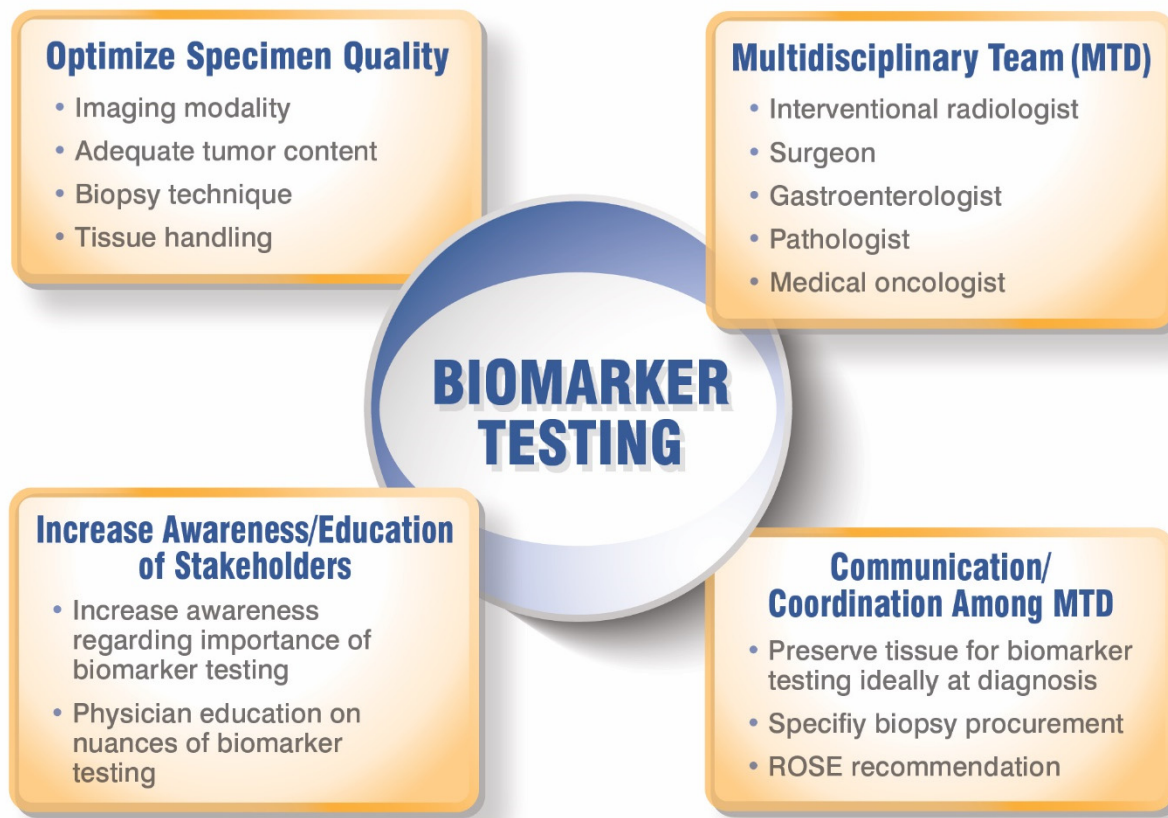 Optimize Specimen Quality
• Imaging modality
• Adequate tumor content
• Biopsy technique
• Tissue handling
Multidisciplinary Team (MTD)
• Interventional radiologist
• Surgeon
• Gastroenterologist
• Pathologist
• Medical oncologist
BIOMARKER
TESTING
Increase Awareness/Education
of Stakeholders
• Increase awareness
regarding importance of
biomarker testing
• Physician education on
nuances of biomarker
testing
Communication/
Coordination Among MTD
• Preserve tissue for biomarker
testing ideally at diagnosis
• Specifiy biopsy procurement
• ROSE recommendation